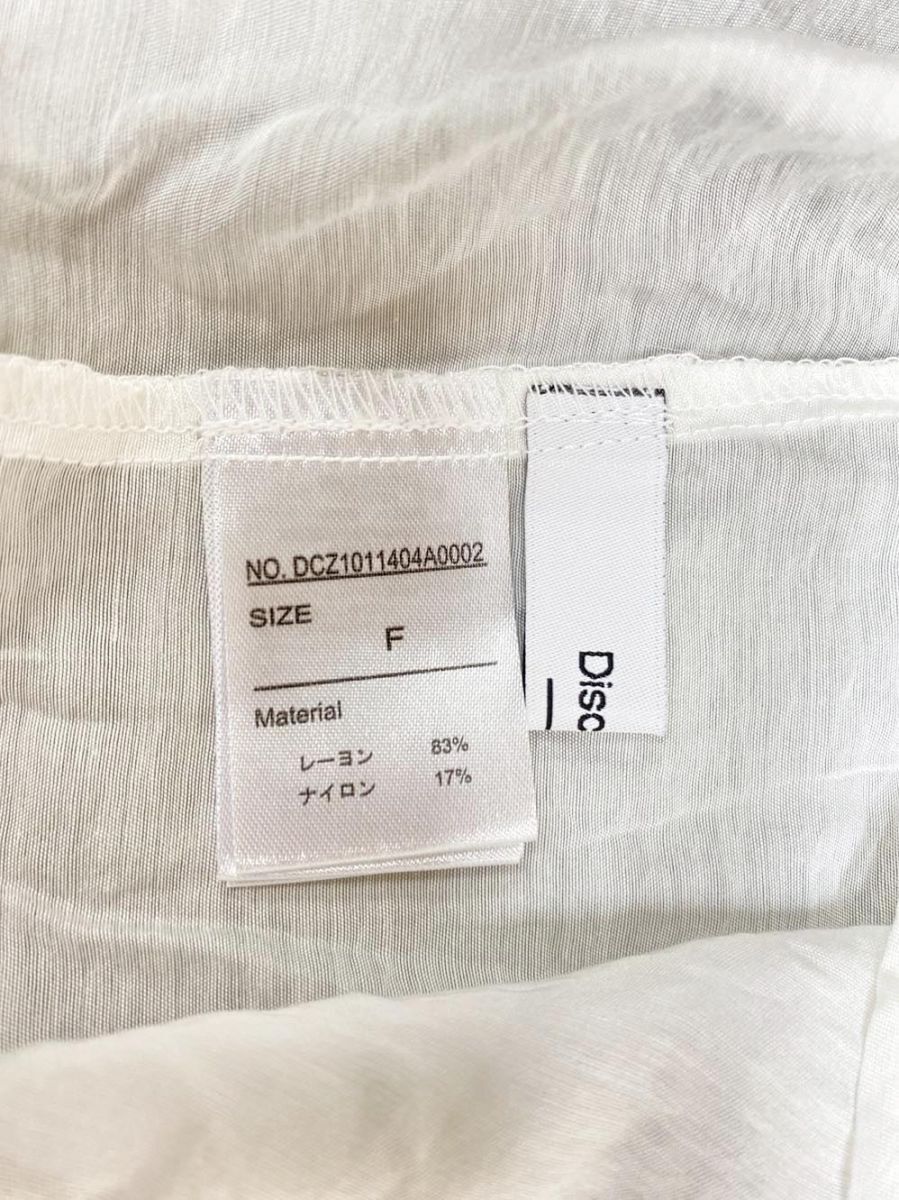 NO. DCZ1011404A0002
SIZE
F
Material
レーヨン 83%
ナイロン 17%
Disc